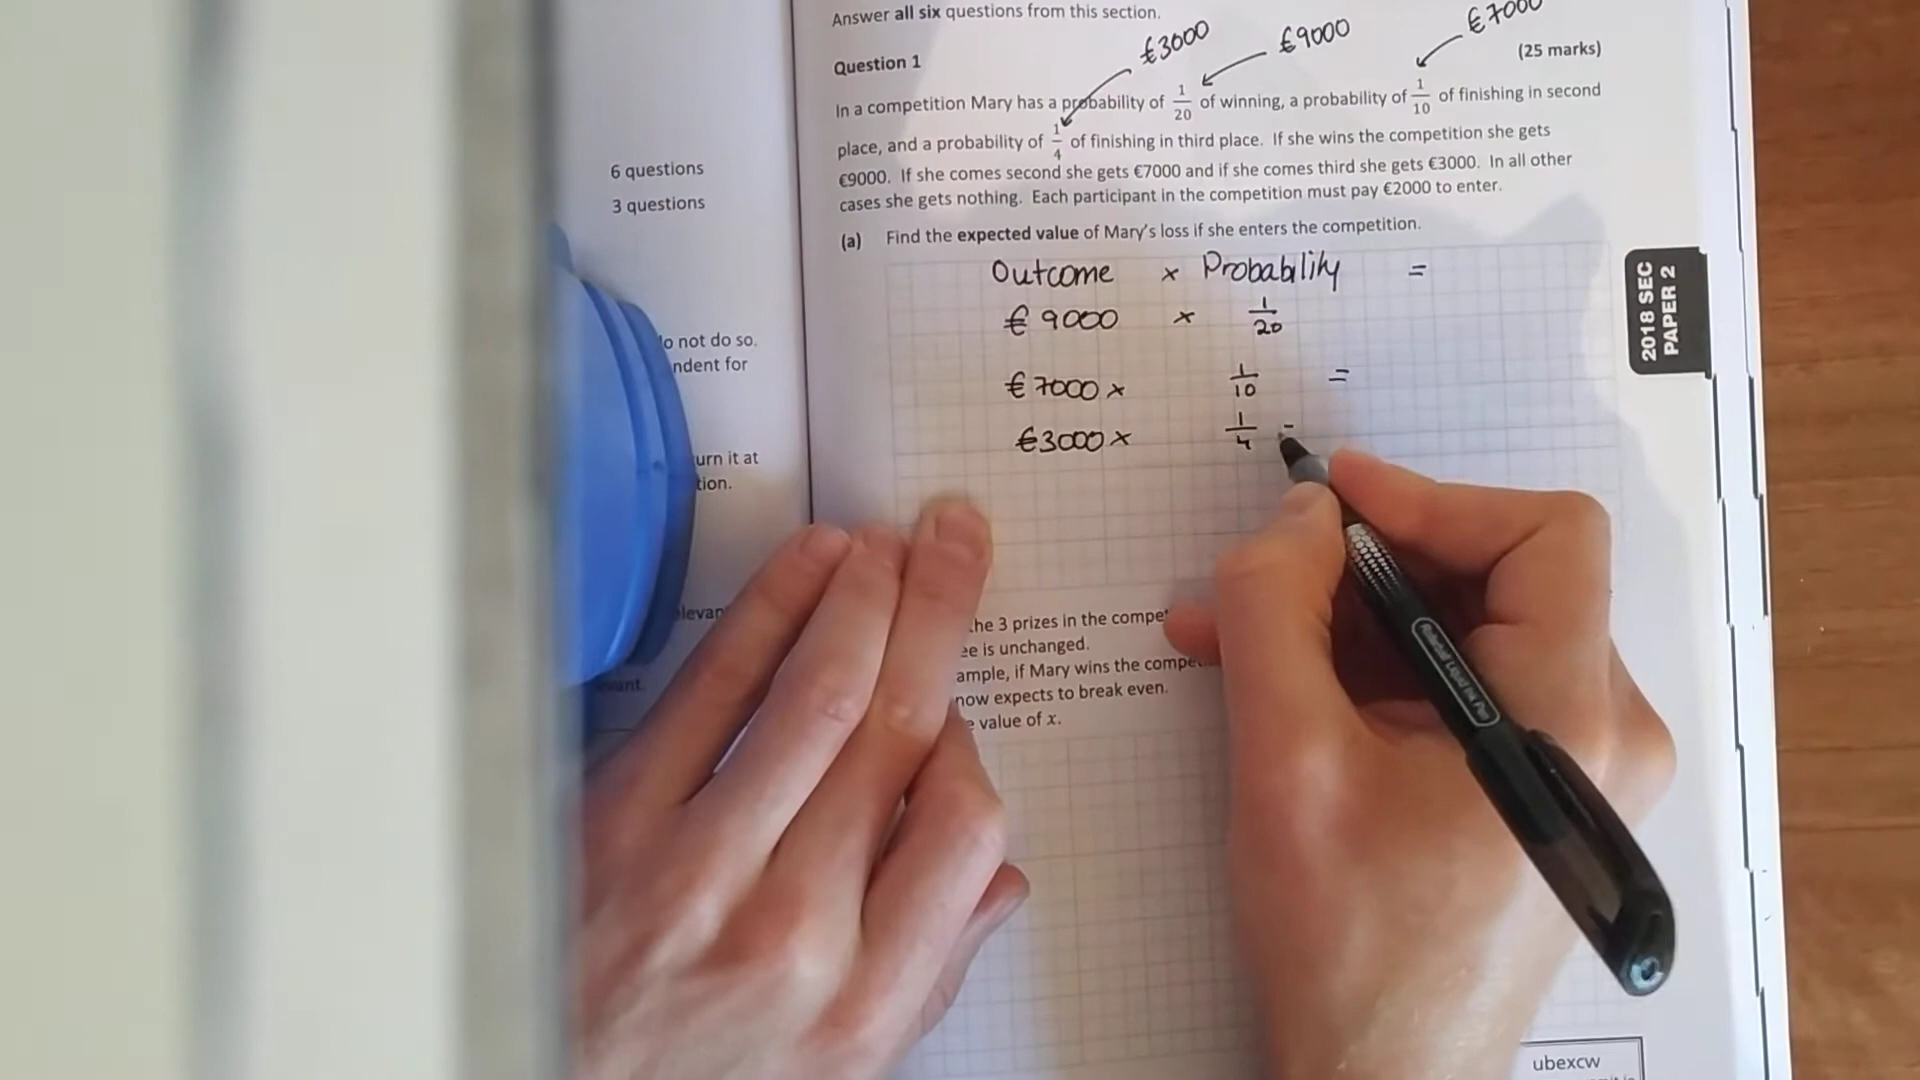 Answer all six questions from this section.
€3000
€9000
€7000
Question 1
(25 marks)
In a competition Mary has a probability of 1/20 of winning, a probability of 1/10 of finishing in second
place, and a probability of 1/4 of finishing in third place. If she wins the competition she gets
€9000. If she comes second she gets €7000 and if she comes third she gets €3000. In all other
cases she gets nothing. Each participant in the competition must pay €2000 to enter.
(a) Find the expected value of Mary's loss if she enters the competition.
Outcome × Probability =
€ 9000 × 1/20
€ 7000 × 1/10 =
€3000 × 1/4 -
6 questions
3 questions
do not do so.
ndent for
urn it at
tion.
the 3 prizes in the compe
ee is unchanged.
ample, if Mary wins the compe
now expects to break even.
value of x.
2018 SEC
PAPER 2
Rollerball Liquid Ink Pen
ubexcw